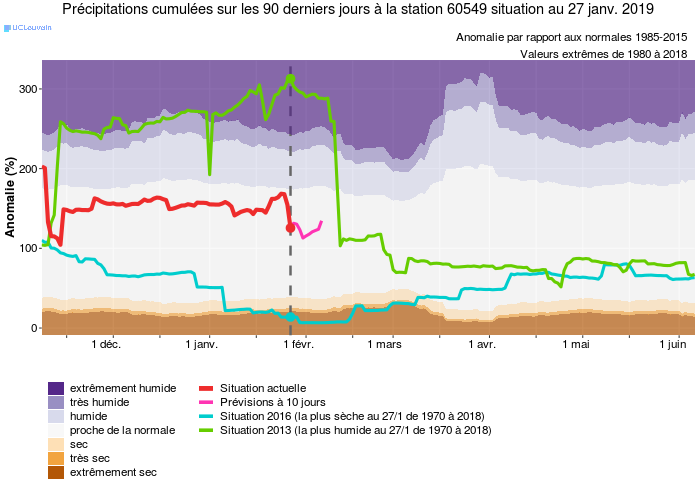 Précipitations cumulées sur les 90 derniers jours à la station 60549 situation au 27 janv. 2019
UCLouvain
Anomalie par rapport aux normales 1985-2015
Valeurs extrêmes de 1980 à 2018
Anomalie (%)
300
200
100
0
1 déc. 1 janv. 1 févr. 1 mars 1 avr. 1 mai 1 juin
extrêmement humide
très humide
humide
proche de la normale
sec
très sec
extrêmement sec
Situation actuelle
Prévisions à 10 jours
Situation 2016 (la plus sèche au 27/1 de 1970 à 2018)
Situation 2013 (la plus humide au 27/1 de 1970 à 2018)